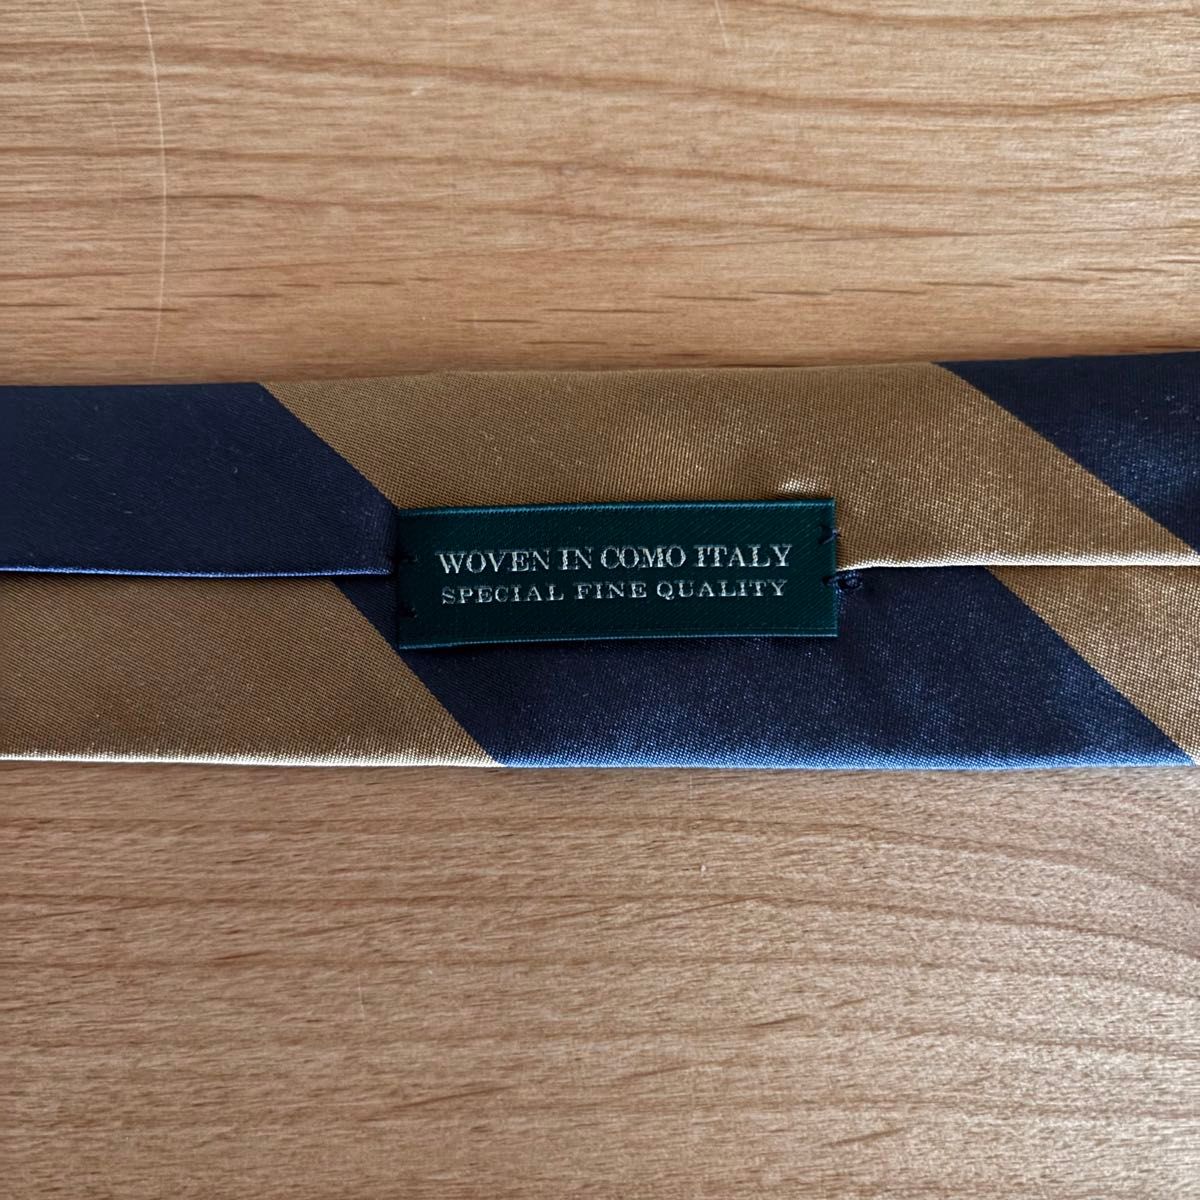 WOVEN IN COMO ITALY
SPECIAL FINE QUALITY